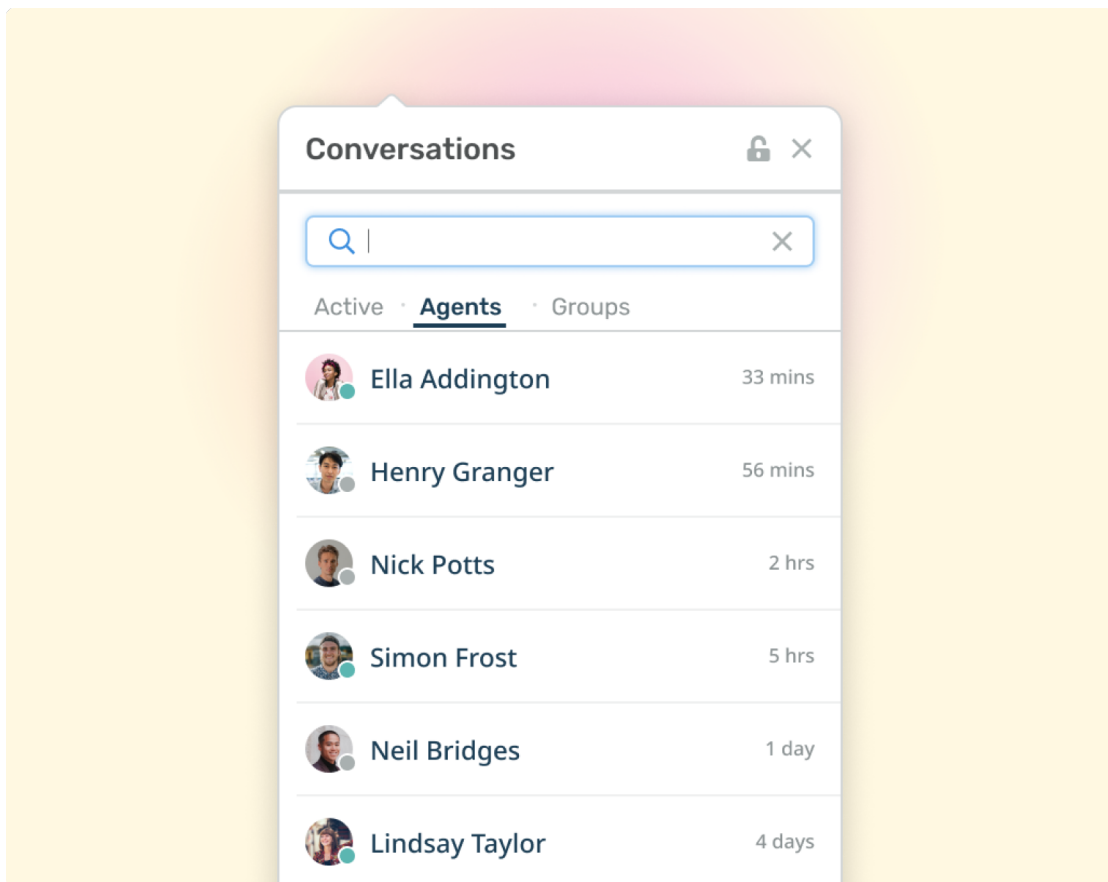 Conversations
Active · Agents · Groups
Ella Addington 33 mins
Henry Granger 56 mins
Nick Potts 2 hrs
Simon Frost 5 hrs
Neil Bridges 1 day
Lindsay Taylor 4 days